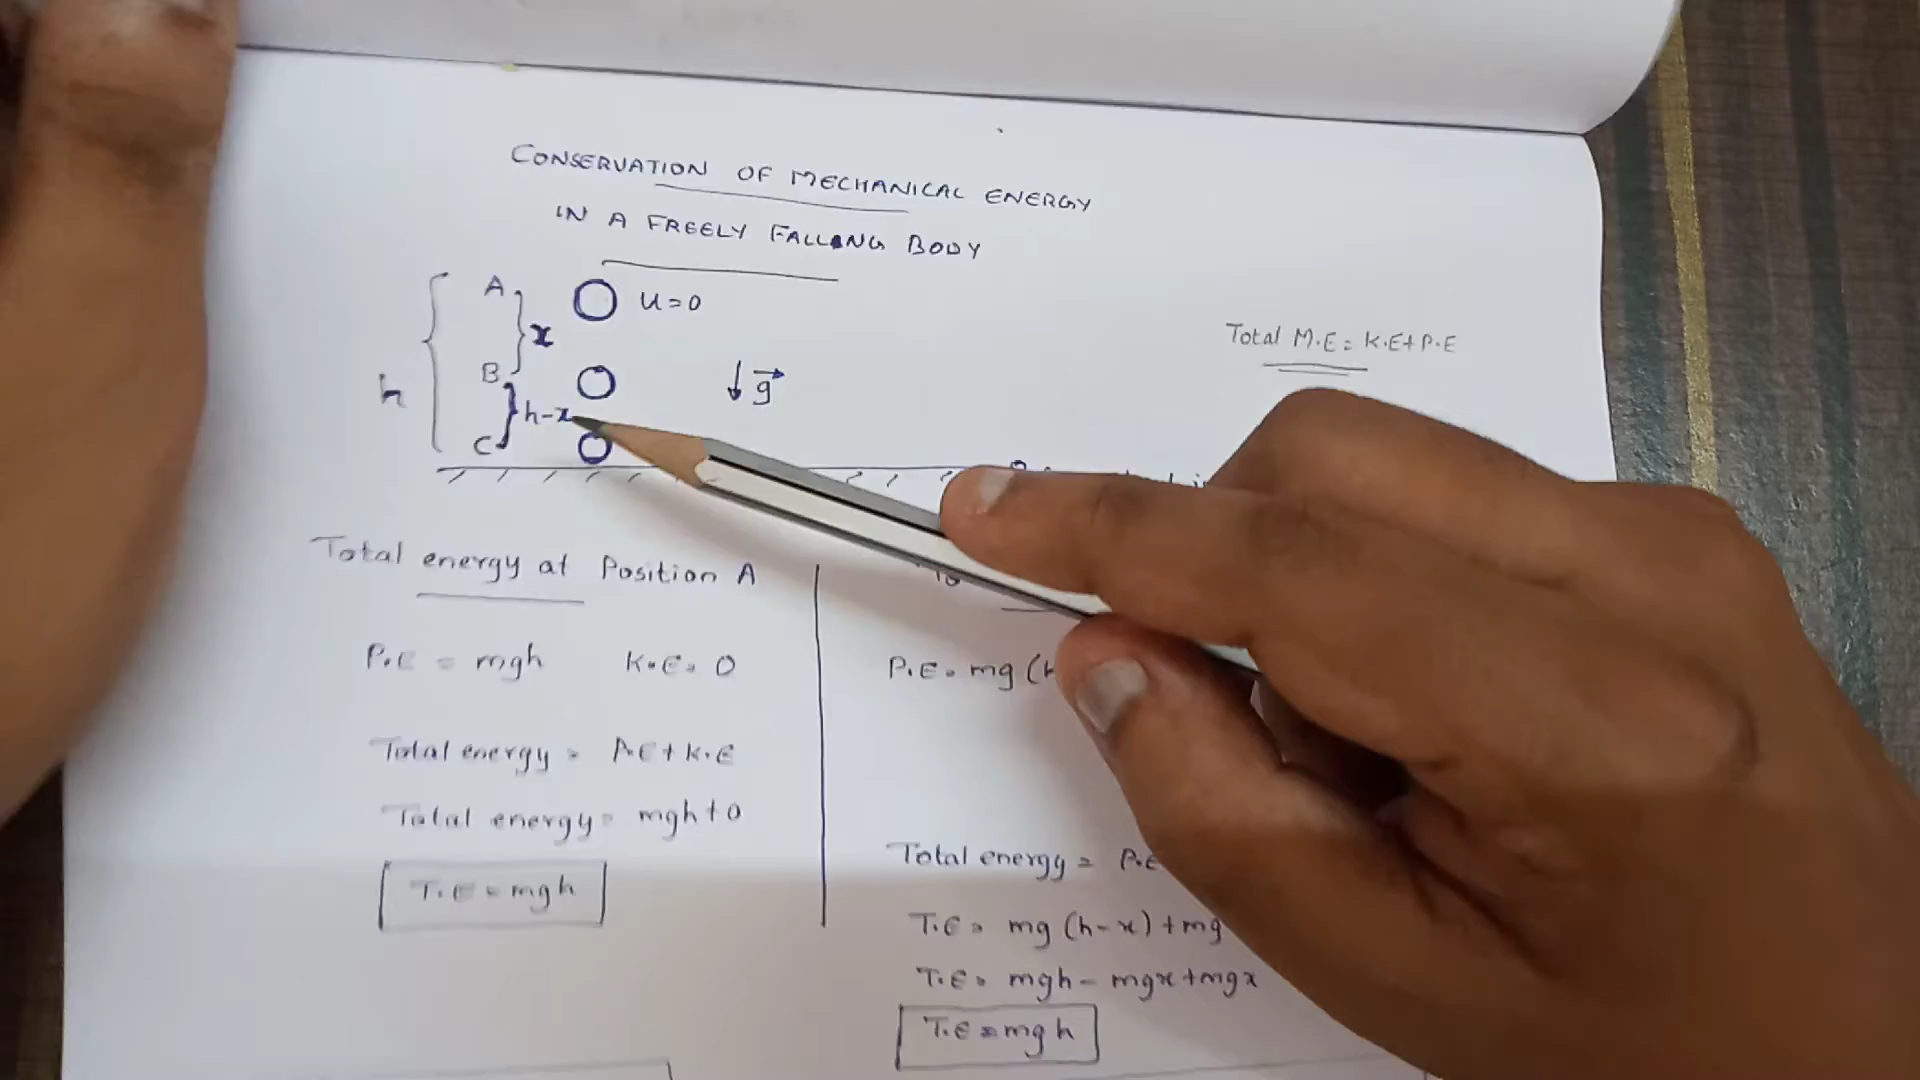 CONSERVATION OF MECHANICAL ENERGY
IN A FREELY FALLING BODY
A
U=0
x
Total M.E = K.E+P.E
B
g
h
h-x
C
Total energy at Position A
P.E = mgh K.E = 0
P.E = mg (h
Total energy = P.E + K.E
Total energy = mgh+0
Total energy = P.E
T.E = mgh
T.E = mg (h-x) + mg
T.E = mgh - mgx + mgx
T.E = mgh